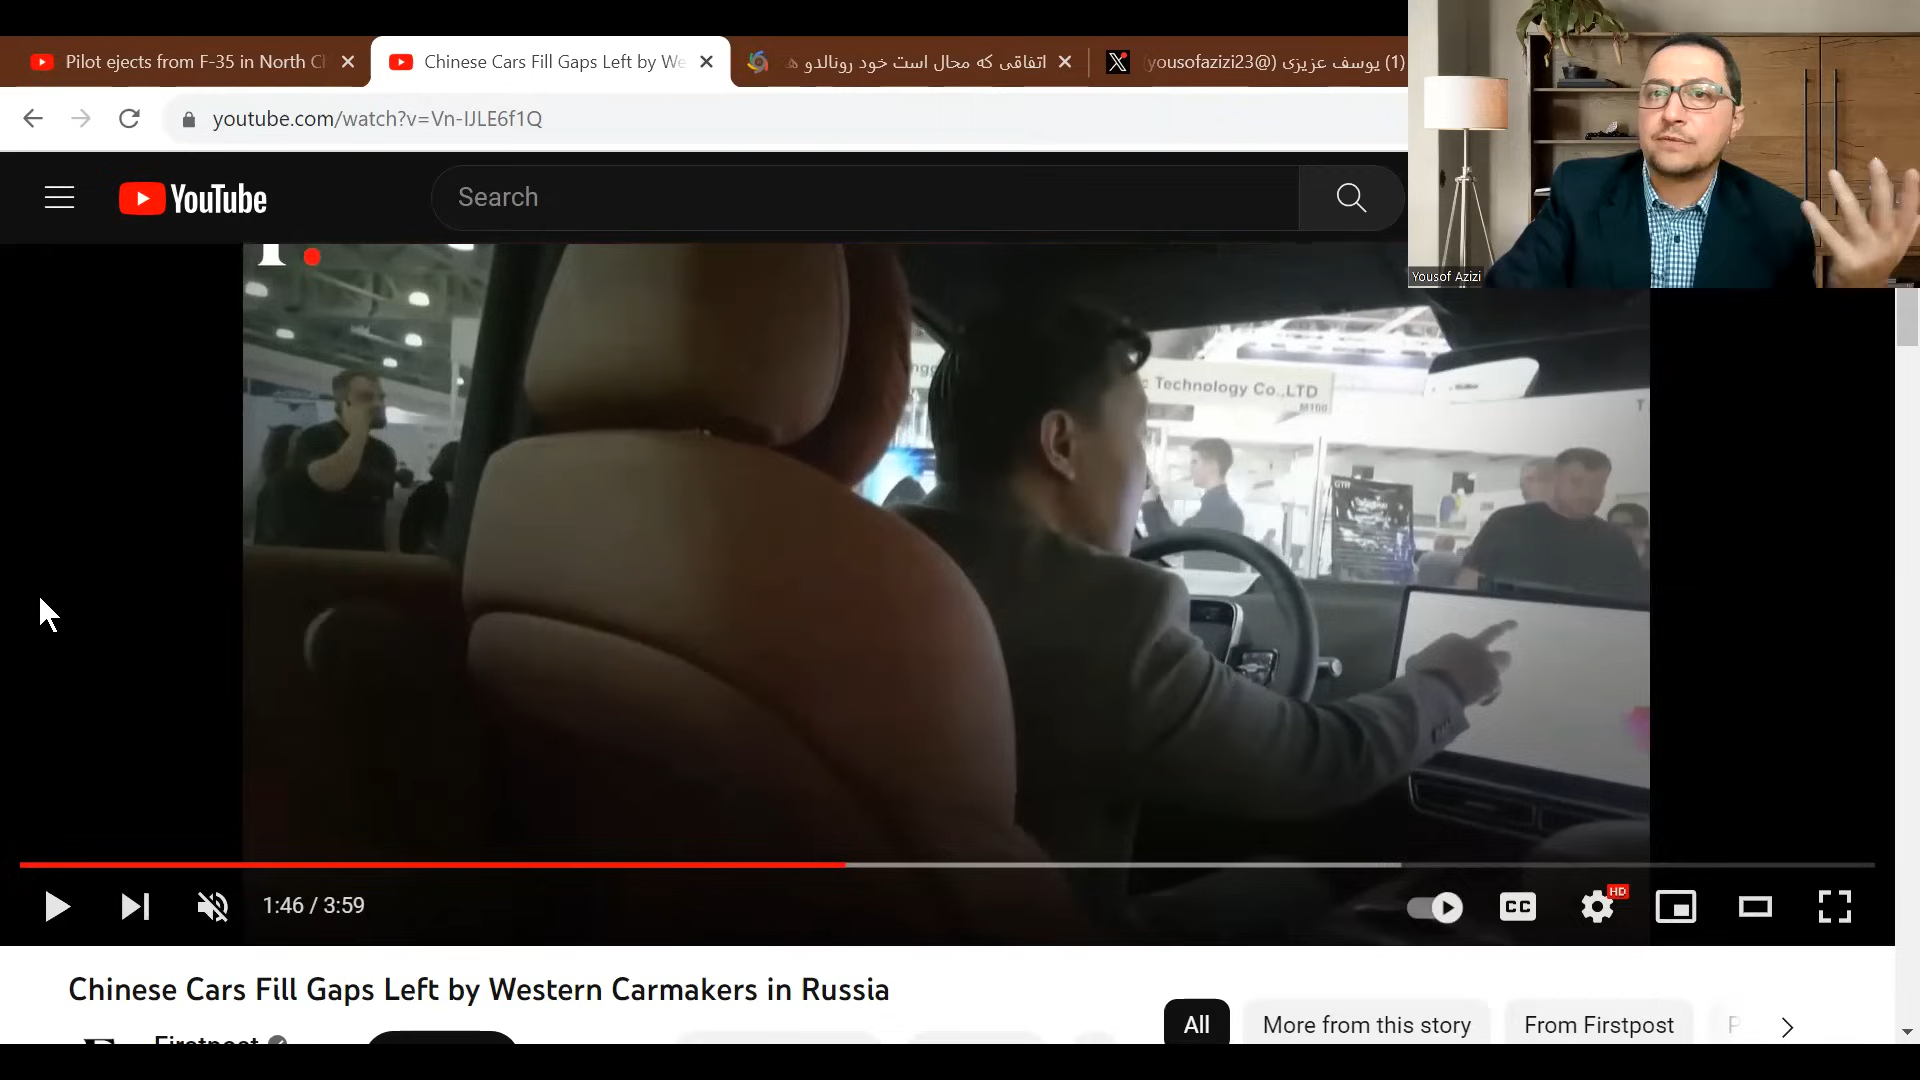 Pilot ejects from F-35 in North C
Chinese Cars Fill Gaps Left by We
اتفاقی که محال است خود رونالدو ه
(1) یوسف عزیزی (@yousofazizi23)
youtube.com/watch?v=Vn-IJLE6f1Q
YouTube
Search
Yousof Azizi
Technology Co.,LTD
M100
GTR
1:46 / 3:59
CC
HD
Chinese Cars Fill Gaps Left by Western Carmakers in Russia
All
More from this story
From Firstpost
P
Firstpost